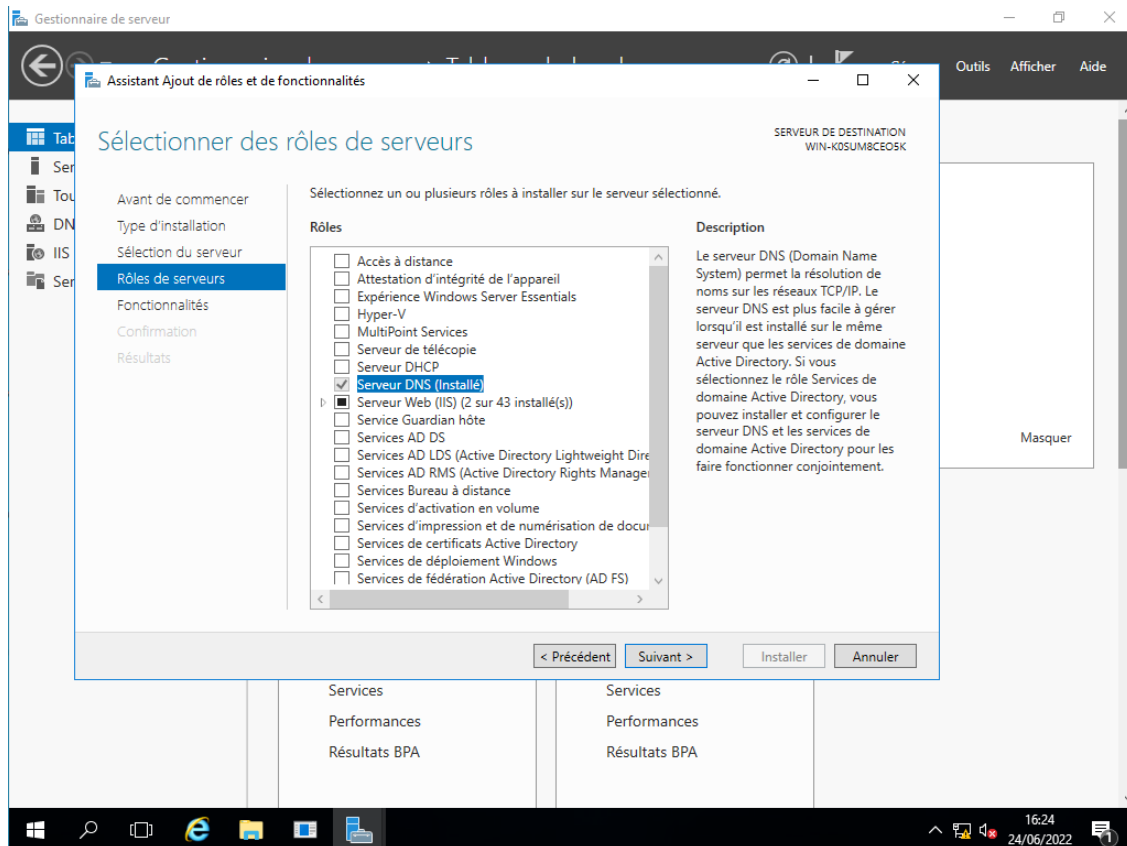 Gestionnaire de serveur
Outils Afficher Aide
Assistant Ajout de rôles et de fonctionnalités
Sélectionner des rôles de serveurs
SERVEUR DE DESTINATION
WIN-K0SUM8CEO5K
Tab
Ser
Tou
DN
IIS
Ser
Avant de commencer
Type d'installation
Sélection du serveur
Rôles de serveurs
Fonctionnalités
Confirmation
Résultats
Sélectionnez un ou plusieurs rôles à installer sur le serveur sélectionné.
Rôles
Accès à distance
Attestation d'intégrité de l'appareil
Expérience Windows Server Essentials
Hyper-V
MultiPoint Services
Serveur de télécopie
Serveur DHCP
Serveur DNS (Installé)
Serveur Web (IIS) (2 sur 43 installé(s))
Service Guardian hôte
Services AD DS
Services AD LDS (Active Directory Lightweight Dire
Services AD RMS (Active Directory Rights Manage
Services Bureau à distance
Services d'activation en volume
Services d'impression et de numérisation de docu
Services de certificats Active Directory
Services de déploiement Windows
Services de fédération Active Directory (AD FS)
Description
Le serveur DNS (Domain Name
System) permet la résolution de
noms sur les réseaux TCP/IP. Le
serveur DNS est plus facile à gérer
lorsqu'il est installé sur le même
serveur que les services de domaine
Active Directory. Si vous
sélectionnez le rôle Services de
domaine Active Directory, vous
pouvez installer et configurer le
serveur DNS et les services de
domaine Active Directory pour les
faire fonctionner conjointement.
Masquer
< Précédent Suivant > Installer Annuler
Services Services
Performances Performances
Résultats BPA Résultats BPA
16:24
24/06/2022
1